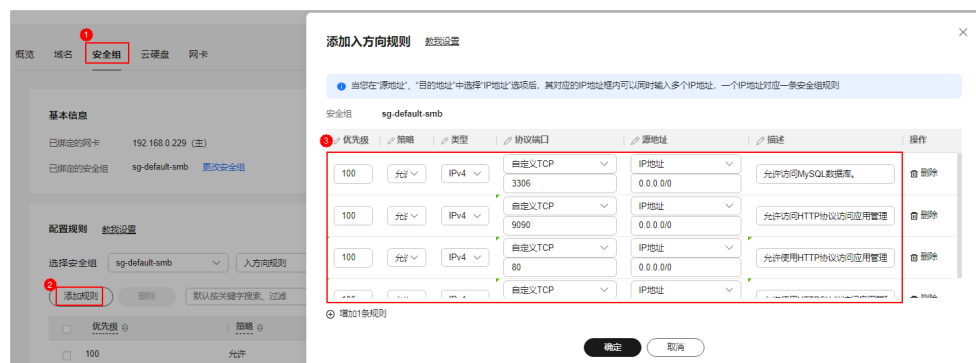 1
概览 域名 安全组 云硬盘 网卡
基本信息
已绑定的网卡 192.168.0.229 （主）
已绑定的安全组 sg-default-smb 更改安全组
配置规则 教我设置
选择安全组 sg-default-smb 入方向规则
2
添加规则 删除 默认按关键字搜索、过滤
优先级 策略
100 允许
添加入方向规则 教我设置
当您在“源地址”、“目的地址”中选择“IP地址”选项后，其对应的IP地址框内可以同时输入多个IP地址，一个IP地址对应一条安全组规则
安全组 sg-default-smb
3 优先级 策略 类型 协议端口 源地址 描述 操作
自定义TCP IP地址
100 允许 IPv4 允许访问MySQL数据库。 删除
3306 0.0.0.0/0
自定义TCP IP地址
100 允许 IPv4 允许访问HTTP协议访问应用管理 删除
9090 0.0.0.0/0
自定义TCP IP地址
100 允许 IPv4 允许使用HTTP协议访问应用管理 删除
80 0.0.0.0/0
自定义TCP IP地址
增加1条规则
确定 取消